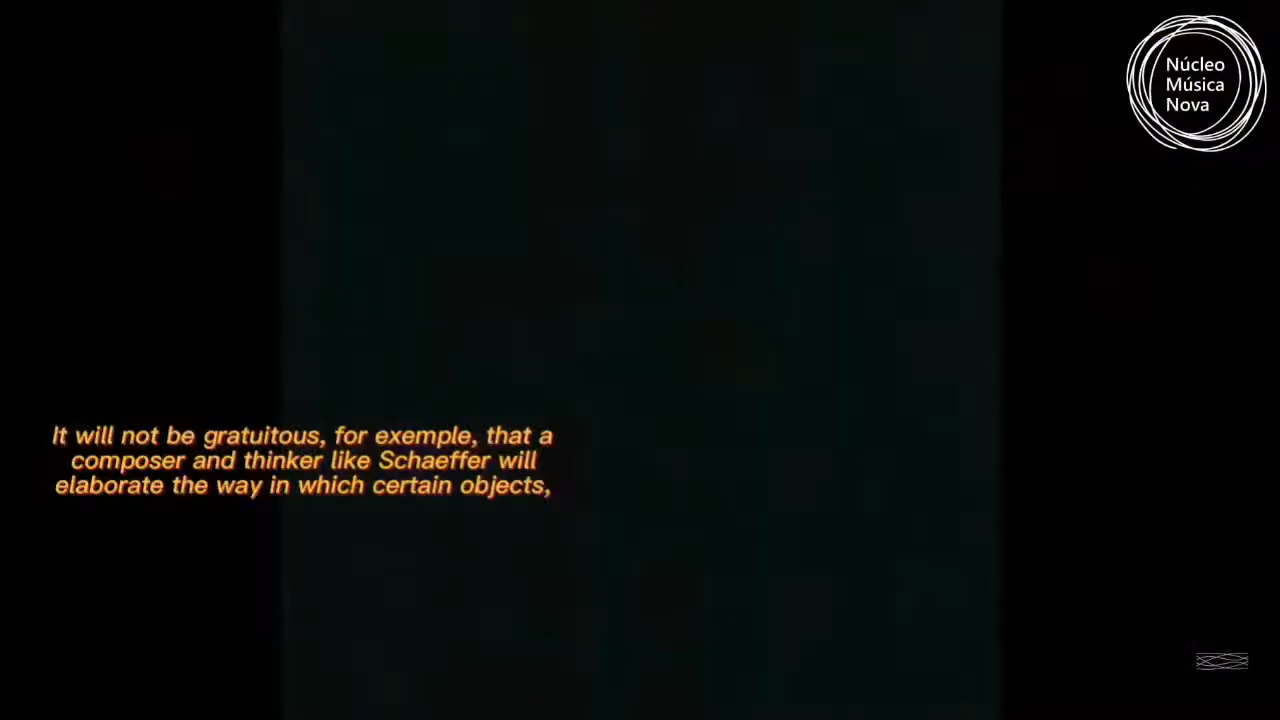 Núcleo
Música
Nova
It will not be gratuitous, for exemple, that a
composer and thinker like Schaeffer will
elaborate the way in which certain objects,